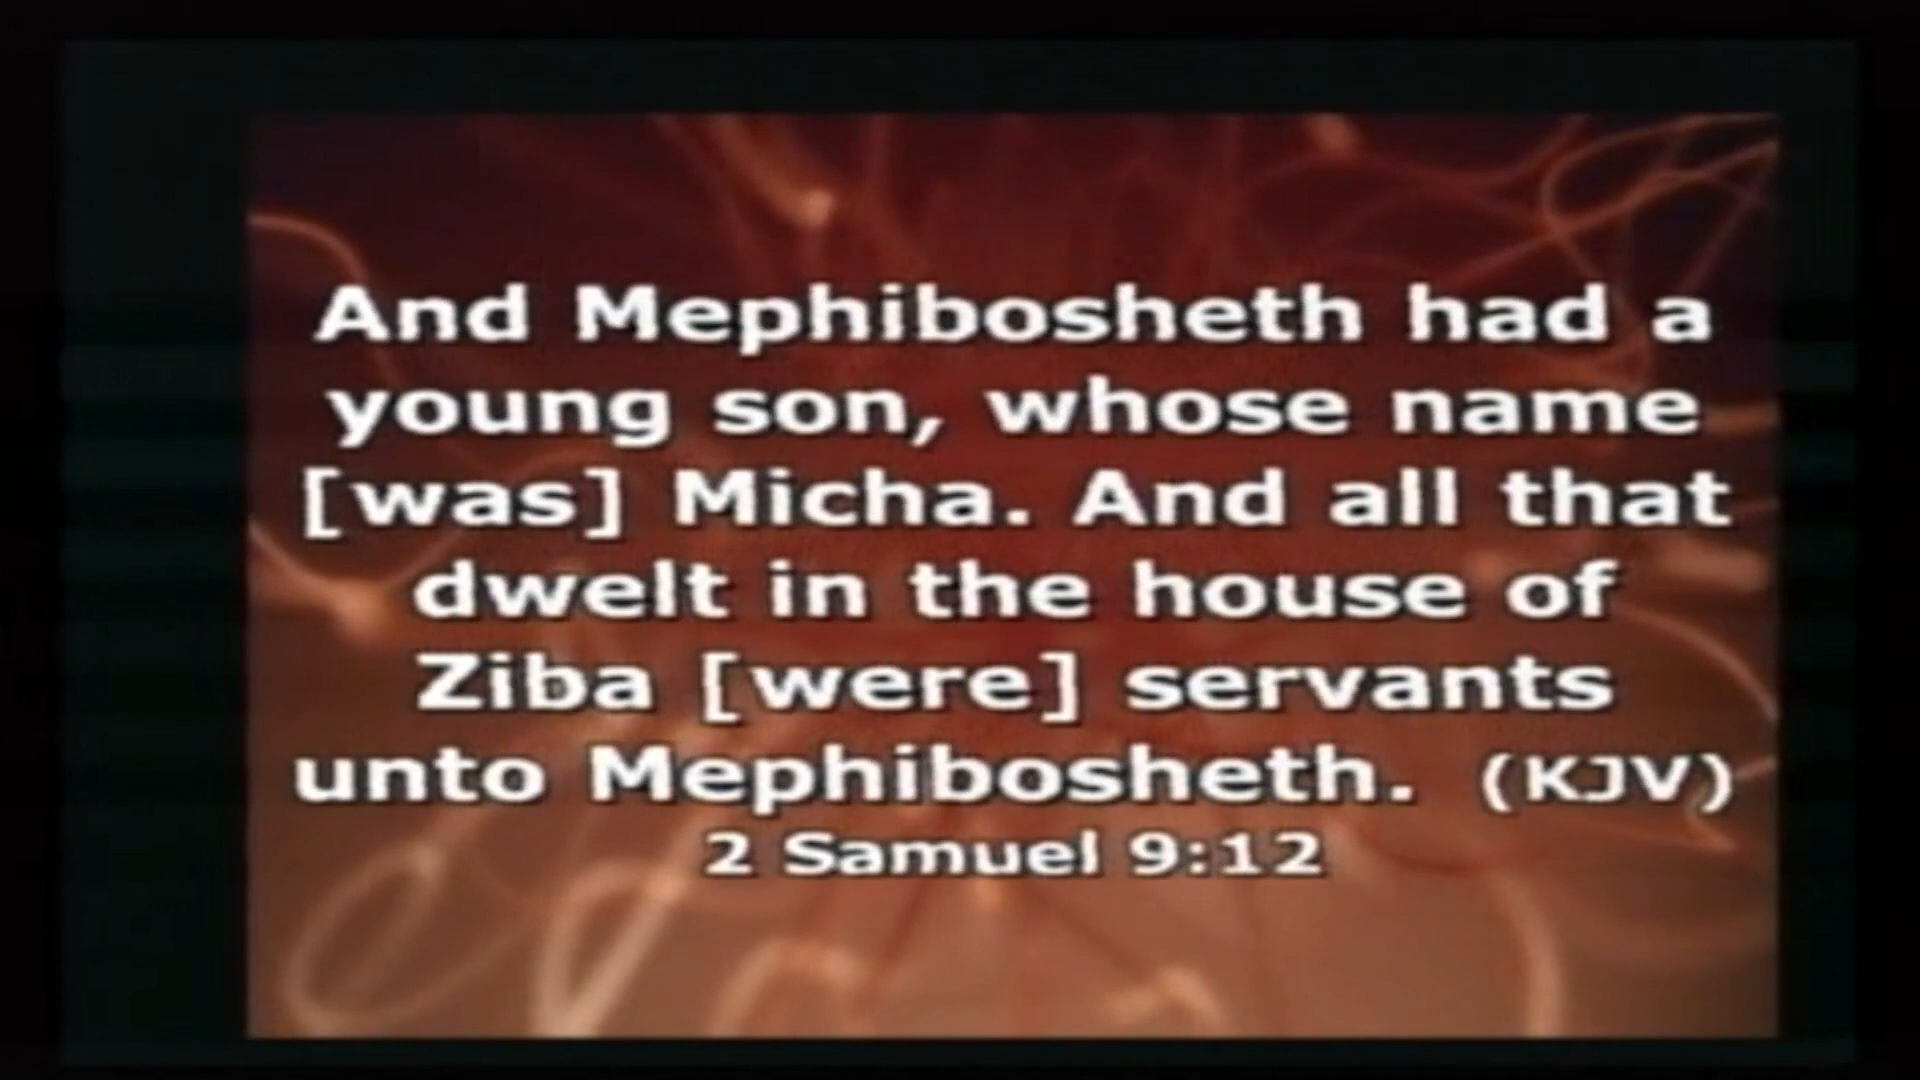 And Mephibosheth had a
young son, whose name
[was] Micha. And all that
dwelt in the house of
Ziba [were] servants
unto Mephibosheth. (KJV)
2 Samuel 9:12